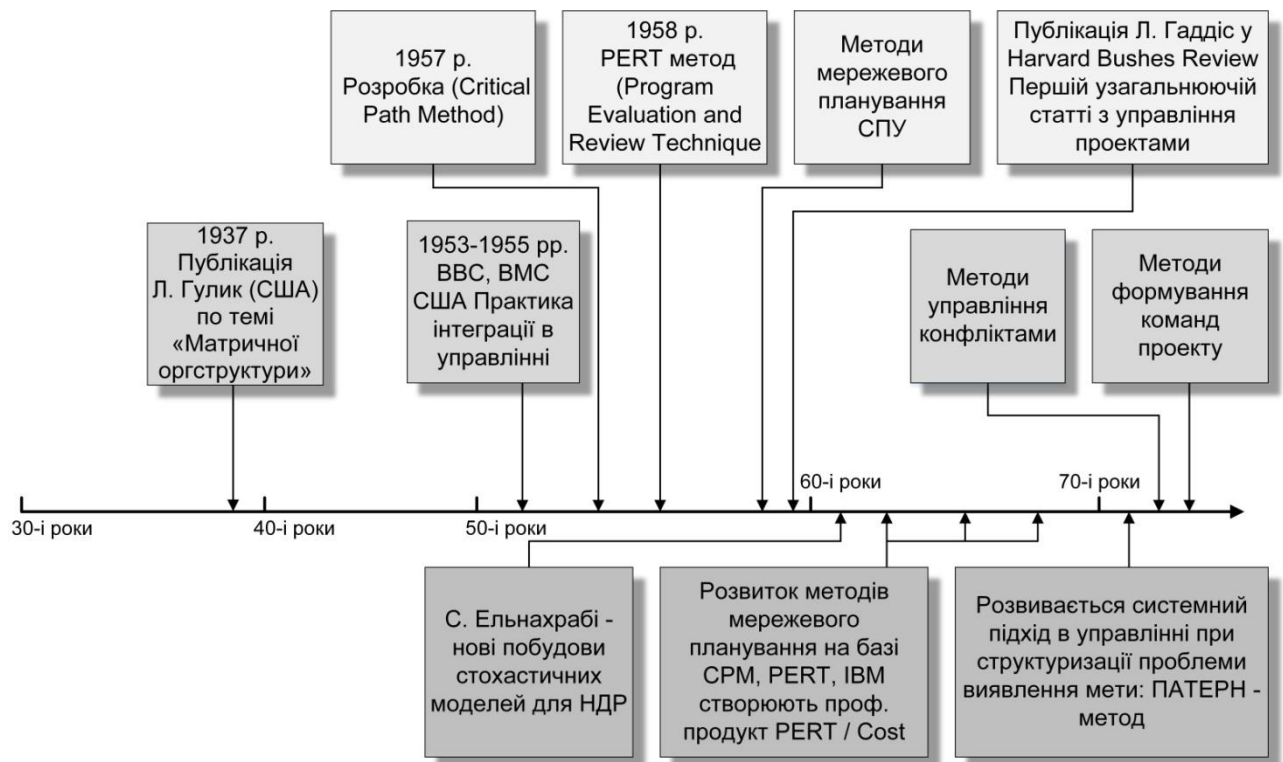 1957 р.
Розробка (Critical
Path Method)
1958 р.
PERT метод
(Program
Evaluation and
Review Technique
Методи
мережевого
планування
СПУ
Публікація Л. Гаддіс у
Harvard Bushes Review
Першій узагальнюючій
статті з управління
проектами
1937 р.
Публікація
Л. Гулик (США)
по темі
«Матричної
оргструктури»
1953-1955 рр.
ВВС, ВМС
США Практика
інтеграції в
управлінні
Методи
управління
конфліктами
Методи
формування
команд
проекту
30-і роки
40-і роки
50-і роки
60-і роки
70-і роки
С. Ельнахрабі -
нові побудови
стохастичних
моделей для НДР
Розвиток методів
мережевого
планування на базі
CPM, PERT, IBM
створюють проф.
продукт PERT / Cost
Розвивається системний
підхід в управлінні при
структуризації проблеми
виявлення мети: ПАТЕРН -
метод